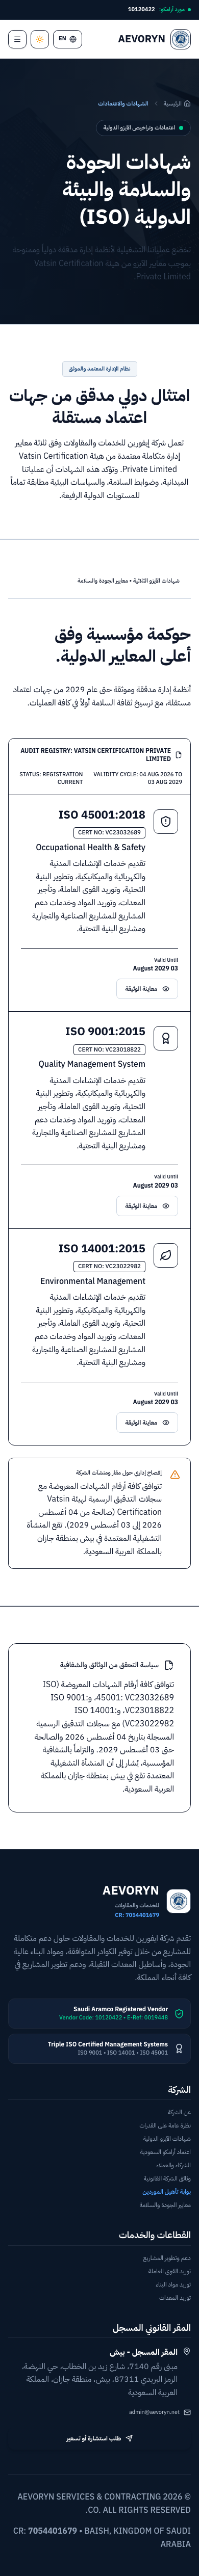 مورد أرامكو: 10120422
AEVORYN
EN
الرئيسية
الشهادات والاعتمادات
اعتمادات وتراخيص الأيزو الدولية
شهادات الجودة
والسلامة والبيئة
الدولية (ISO)
تخضع عملياتنا التشغيلية لأنظمة إدارة مدققة دولياً وممنوحة
بموجب معايير الأيزو من هيئة Vatsin Certification
Private Limited.
نظام الإدارة المعتمد والموثق
امتثال دولي مدقق من جهات
اعتماد مستقلة
تعمل شركة إيفورين للخدمات والمقاولات وفق ثلاثة معايير
إدارة متكاملة معتمدة من هيئة Vatsin Certification
Private Limited. وتؤكد هذه الشهادات أن عملياتنا
الميدانية، وضوابط السلامة، والسياسات البيئية مطابقة تماماً
للمستويات الدولية الرفيعة.
شهادات الأيزو الثلاثية • معايير الجودة والسلامة
حوكمة مؤسسية وفق
أعلى المعايير الدولية.
أنظمة إدارة مدققة وموثقة حتى عام 2029 من جهات اعتماد
مستقلة، مع ترسيخ ثقافة السلامة أولاً في كافة العمليات.
AUDIT REGISTRY: VATSIN CERTIFICATION PRIVATE
LIMITED
VALIDITY CYCLE: 04 AUG 2026 TO
03 AUG 2029
STATUS: REGISTRATION
CURRENT
ISO 45001:2018
CERT NO: VC23032689
Occupational Health & Safety
تقديم خدمات الإنشاءات المدنية
والكهربائية والميكانيكية، وتطوير البنية
التحتية، وتوريد القوى العاملة، وتأجير
المعدات، وتوريد المواد وخدمات دعم
المشاريع للمشاريع الصناعية والتجارية
ومشاريع البنية التحتية.
Valid Until
03 August 2029
معاينة الوثيقة
ISO 9001:2015
CERT NO: VC23018822
Quality Management System
تقديم خدمات الإنشاءات المدنية
والكهربائية والميكانيكية، وتطوير البنية
التحتية، وتوريد القوى العاملة، وتأجير
المعدات، وتوريد المواد وخدمات دعم
المشاريع للمشاريع الصناعية والتجارية
ومشاريع البنية التحتية.
Valid Until
03 August 2029
معاينة الوثيقة
ISO 14001:2015
CERT NO: VC23022982
Environmental Management
تقديم خدمات الإنشاءات المدنية
والكهربائية والميكانيكية، وتطوير البنية
التحتية، وتوريد القوى العاملة، وتأجير
المعدات، وتوريد المواد وخدمات دعم
المشاريع للمشاريع الصناعية والتجارية
ومشاريع البنية التحتية.
Valid Until
03 August 2029
معاينة الوثيقة
إفصاح إداري حول مقار ومنشآت الشركة
تتوافق كافة أرقام الشهادات المعروضة مع
سجلات التدقيق الرسمية لهيئة Vatsin
Certification (صالحة من 04 أغسطس
2026 إلى 03 أغسطس 2029). تقع المنشأة
التشغيلية المعتمدة في بيش بمنطقة جازان
بالمملكة العربية السعودية.
سياسة التحقق من الوثائق والشفافية
تتوافق كافة أرقام الشهادات المعروضة (ISO
45001: VC23032689، وISO 9001:
VC23018822، وISO 14001:
VC23022982) مع سجلات التدقيق الرسمية
المسجلة بتاريخ 04 أغسطس 2026 والصالحة
حتى 03 أغسطس 2029. والتزاماً بالشفافية
المؤسسية، يُشار إلى أن المنشأة التشغيلية
المعتمدة تقع في بيش بمنطقة جازان بالمملكة
العربية السعودية.
AEVORYN
للخدمات والمقاولات
CR: 7054401679
تقدم شركة ايفورين للخدمات والمقاولات حلول دعم متكاملة
للمشاريع من خلال توفير الكوادر المتوافقة، ومواد البناء عالية
الجودة، وأساطيل المعدات الثقيلة، ودعم تطوير المشاريع في
كافة أنحاء المملكة.
Saudi Aramco Registered Vendor
Vendor Code: 10120422 • E-Ref: 0019448
Triple ISO Certified Management Systems
ISO 9001 • ISO 14001 • ISO 45001
الشركة
عن الشركة
نظرة عامة على القدرات
شهادات الأيزو الدولية
اعتماد أرامكو السعودية
الشركاء والعملاء
وثائق الشركة القانونية
بوابة تأهيل الموردين
معايير الجودة والسلامة
القطاعات والخدمات
دعم وتطوير المشاريع
توريد القوى العاملة
توريد مواد البناء
توريد المعدات
المقر القانوني المسجل
المقر المسجل - بيش
مبنى رقم 7140، شارع زيد بن الخطاب، حي النهضة،
الرمز البريدي 87311، بيش، منطقة جازان، المملكة
العربية السعودية
admin@aevoryn.net
طلب استشارة أو تسعير
© 2026 AEVORYN SERVICES & CONTRACTING
CO. ALL RIGHTS RESERVED.
CR: 7054401679 • BAISH, KINGDOM OF SAUDI
ARABIA